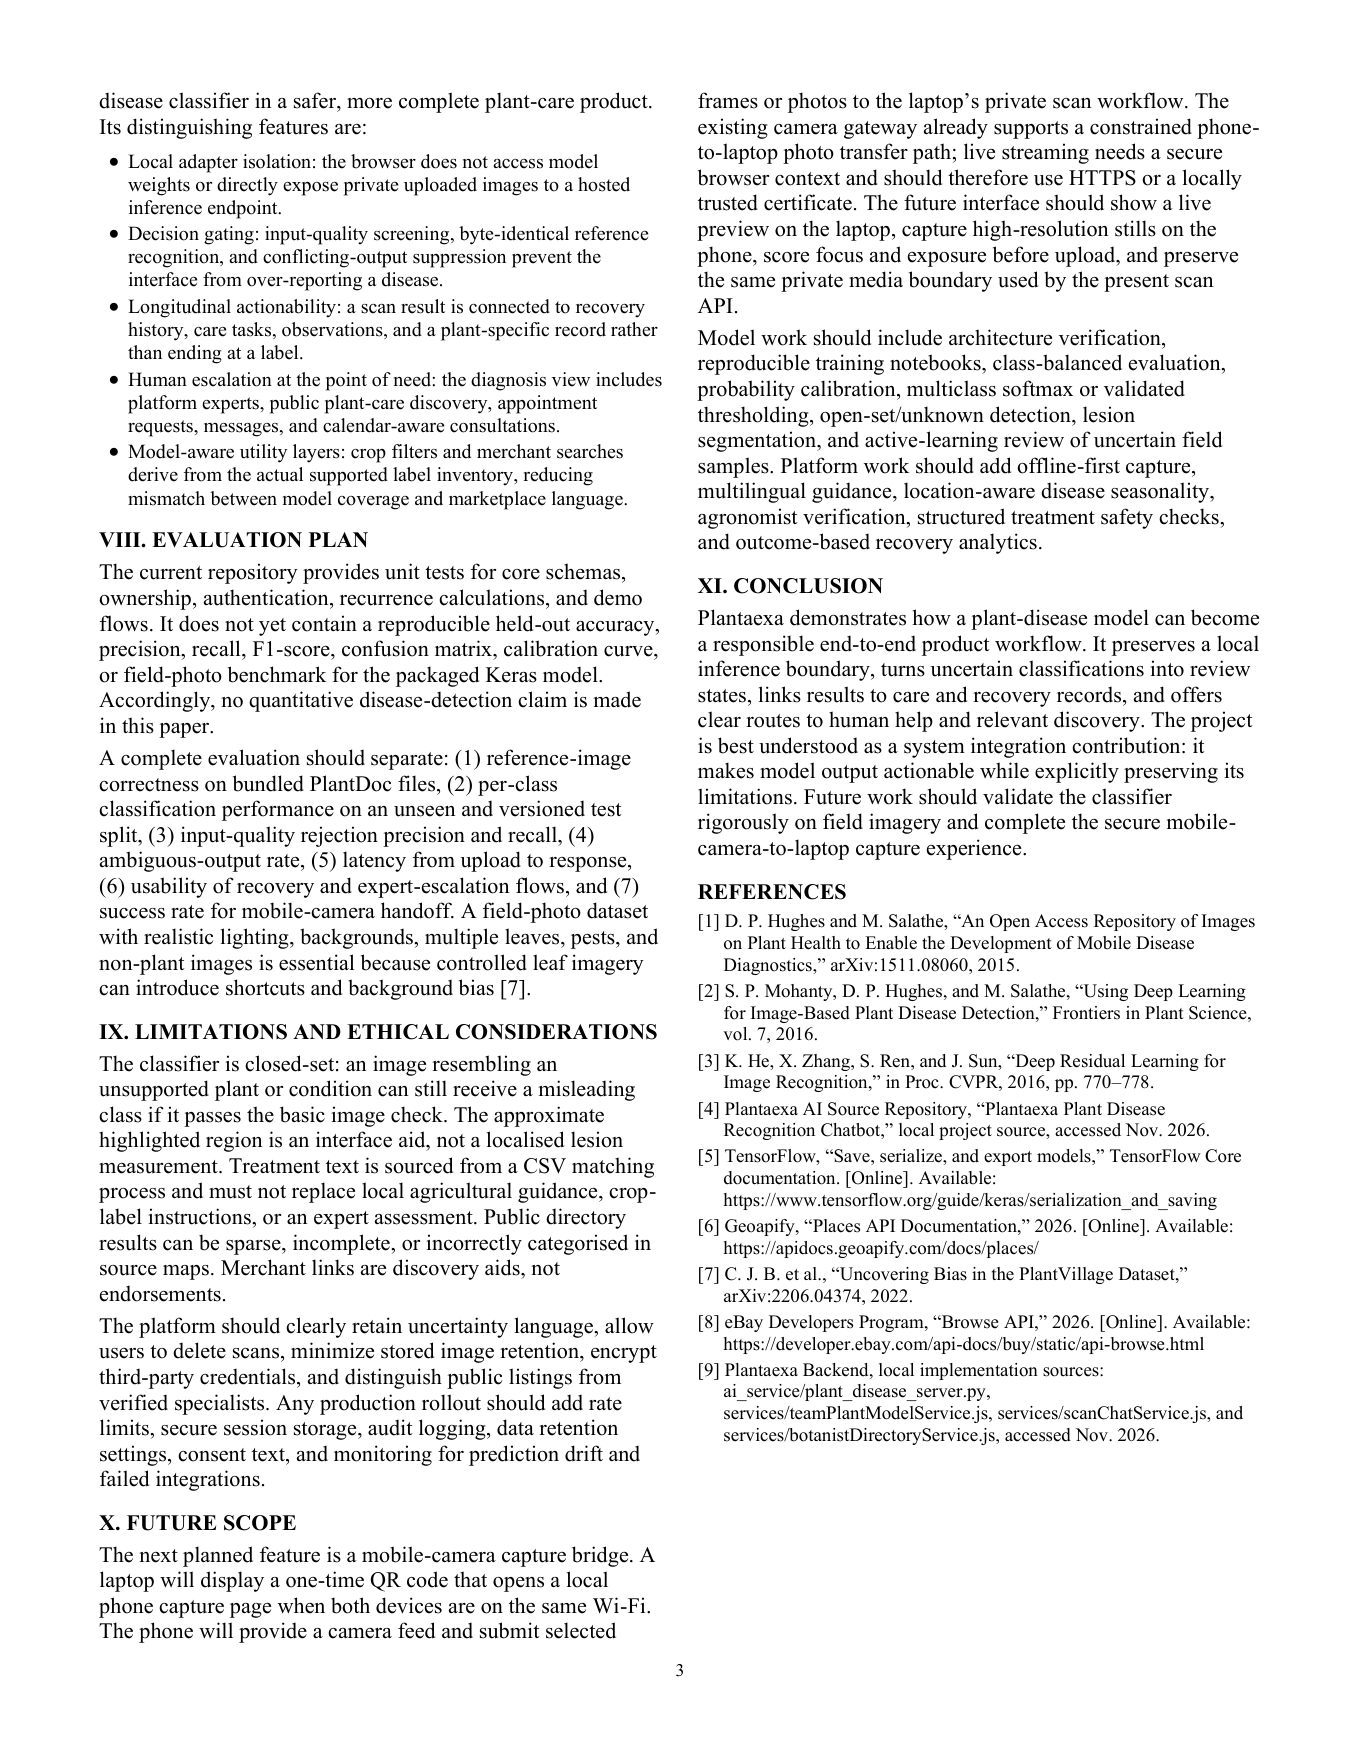 disease classifier in a safer, more complete plant-care product.
Its distinguishing features are:
● Local adapter isolation: the browser does not access model
weights or directly expose private uploaded images to a hosted
inference endpoint.
● Decision gating: input-quality screening, byte-identical reference
recognition, and conflicting-output suppression prevent the
interface from over-reporting a disease.
● Longitudinal actionability: a scan result is connected to recovery
history, care tasks, observations, and a plant-specific record rather
than ending at a label.
● Human escalation at the point of need: the diagnosis view includes
platform experts, public plant-care discovery, appointment
requests, messages, and calendar-aware consultations.
● Model-aware utility layers: crop filters and merchant searches
derive from the actual supported label inventory, reducing
mismatch between model coverage and marketplace language.
VIII. EVALUATION PLAN
The current repository provides unit tests for core schemas,
ownership, authentication, recurrence calculations, and demo
flows. It does not yet contain a reproducible held-out accuracy,
precision, recall, F1-score, confusion matrix, calibration curve,
or field-photo benchmark for the packaged Keras model.
Accordingly, no quantitative disease-detection claim is made
in this paper.
A complete evaluation should separate: (1) reference-image
correctness on bundled PlantDoc files, (2) per-class
classification performance on an unseen and versioned test
split, (3) input-quality rejection precision and recall, (4)
ambiguous-output rate, (5) latency from upload to response,
(6) usability of recovery and expert-escalation flows, and (7)
success rate for mobile-camera handoff. A field-photo dataset
with realistic lighting, backgrounds, multiple leaves, pests, and
non-plant images is essential because controlled leaf imagery
can introduce shortcuts and background bias [7].
IX. LIMITATIONS AND ETHICAL CONSIDERATIONS
The classifier is closed-set: an image resembling an
unsupported plant or condition can still receive a misleading
class if it passes the basic image check. The approximate
highlighted region is an interface aid, not a localised lesion
measurement. Treatment text is sourced from a CSV matching
process and must not replace local agricultural guidance, crop-
label instructions, or an expert assessment. Public directory
results can be sparse, incomplete, or incorrectly categorised in
source maps. Merchant links are discovery aids, not
endorsements.
The platform should clearly retain uncertainty language, allow
users to delete scans, minimize stored image retention, encrypt
third-party credentials, and distinguish public listings from
verified specialists. Any production rollout should add rate
limits, secure session storage, audit logging, data retention
settings, consent text, and monitoring for prediction drift and
failed integrations.
X. FUTURE SCOPE
The next planned feature is a mobile-camera capture bridge. A
laptop will display a one-time QR code that opens a local
phone capture page when both devices are on the same Wi-Fi.
The phone will provide a camera feed and submit selected
frames or photos to the laptop’s private scan workflow. The
existing camera gateway already supports a constrained phone-
to-laptop photo transfer path; live streaming needs a secure
browser context and should therefore use HTTPS or a locally
trusted certificate. The future interface should show a live
preview on the laptop, capture high-resolution stills on the
phone, score focus and exposure before upload, and preserve
the same private media boundary used by the present scan
API.
Model work should include architecture verification,
reproducible training notebooks, class-balanced evaluation,
probability calibration, multiclass softmax or validated
thresholding, open-set/unknown detection, lesion
segmentation, and active-learning review of uncertain field
samples. Platform work should add offline-first capture,
multilingual guidance, location-aware disease seasonality,
agronomist verification, structured treatment safety checks,
and outcome-based recovery analytics.
XI. CONCLUSION
Plantaexa demonstrates how a plant-disease model can become
a responsible end-to-end product workflow. It preserves a local
inference boundary, turns uncertain classifications into review
states, links results to care and recovery records, and offers
clear routes to human help and relevant discovery. The project
is best understood as a system integration contribution: it
makes model output actionable while explicitly preserving its
limitations. Future work should validate the classifier
rigorously on field imagery and complete the secure mobile-
camera-to-laptop capture experience.
REFERENCES
[1] D. P. Hughes and M. Salathe, “An Open Access Repository of Images
on Plant Health to Enable the Development of Mobile Disease
Diagnostics,” arXiv:1511.08060, 2015.
[2] S. P. Mohanty, D. P. Hughes, and M. Salathe, “Using Deep Learning
for Image-Based Plant Disease Detection,” Frontiers in Plant Science,
vol. 7, 2016.
[3] K. He, X. Zhang, S. Ren, and J. Sun, “Deep Residual Learning for
Image Recognition,” in Proc. CVPR, 2016, pp. 770–778.
[4] Plantaexa AI Source Repository, “Plantaexa Plant Disease
Recognition Chatbot,” local project source, accessed Nov. 2026.
[5] TensorFlow, “Save, serialize, and export models,” TensorFlow Core
documentation. [Online]. Available:
https://www.tensorflow.org/guide/keras/serialization_and_saving
[6] Geoapify, “Places API Documentation,” 2026. [Online]. Available:
https://apidocs.geoapify.com/docs/places/
[7] C. J. B. et al., “Uncovering Bias in the PlantVillage Dataset,”
arXiv:2206.04374, 2022.
[8] eBay Developers Program, “Browse API,” 2026. [Online]. Available:
https://developer.ebay.com/api-docs/buy/static/api-browse.html
[9] Plantaexa Backend, local implementation sources:
ai_service/plant_disease_server.py,
services/teamPlantModelService.js, services/scanChatService.js, and
services/botanistDirectoryService.js, accessed Nov. 2026.
3